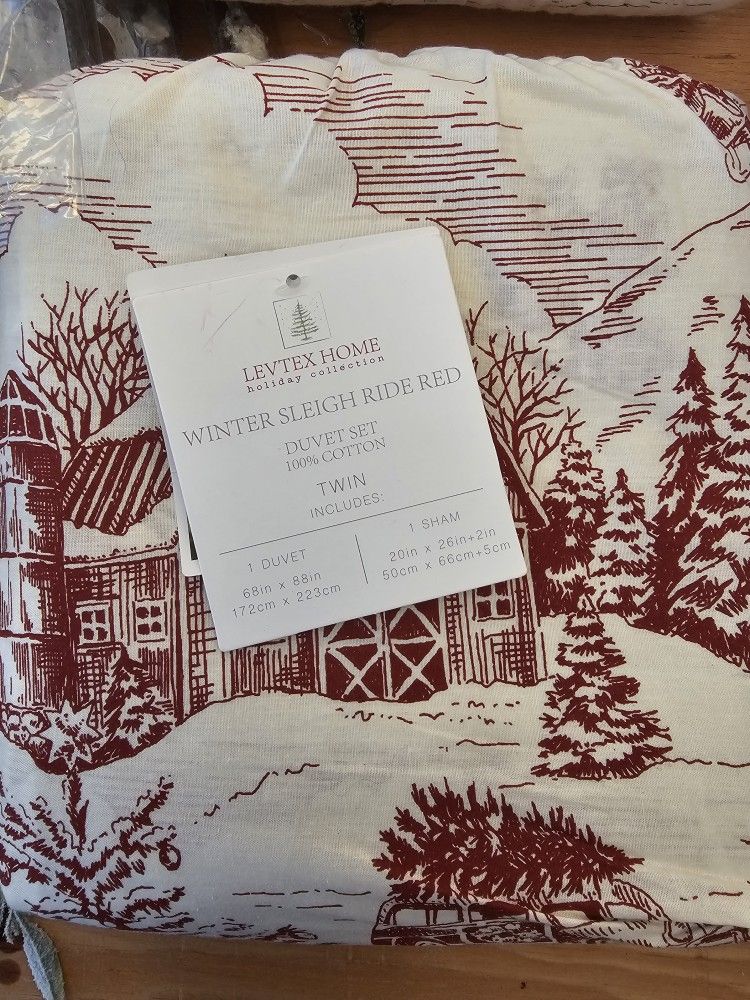 LEVTEX HOME
holiday collection
WINTER SLEIGH RIDE RED
DUVET SET
100% COTTON
TWIN
INCLUDES:
1 DUVET
68in x 88in
172cm x 223cm
1 SHAM
20in x 26in+2in
50cm x 66cm+5cm